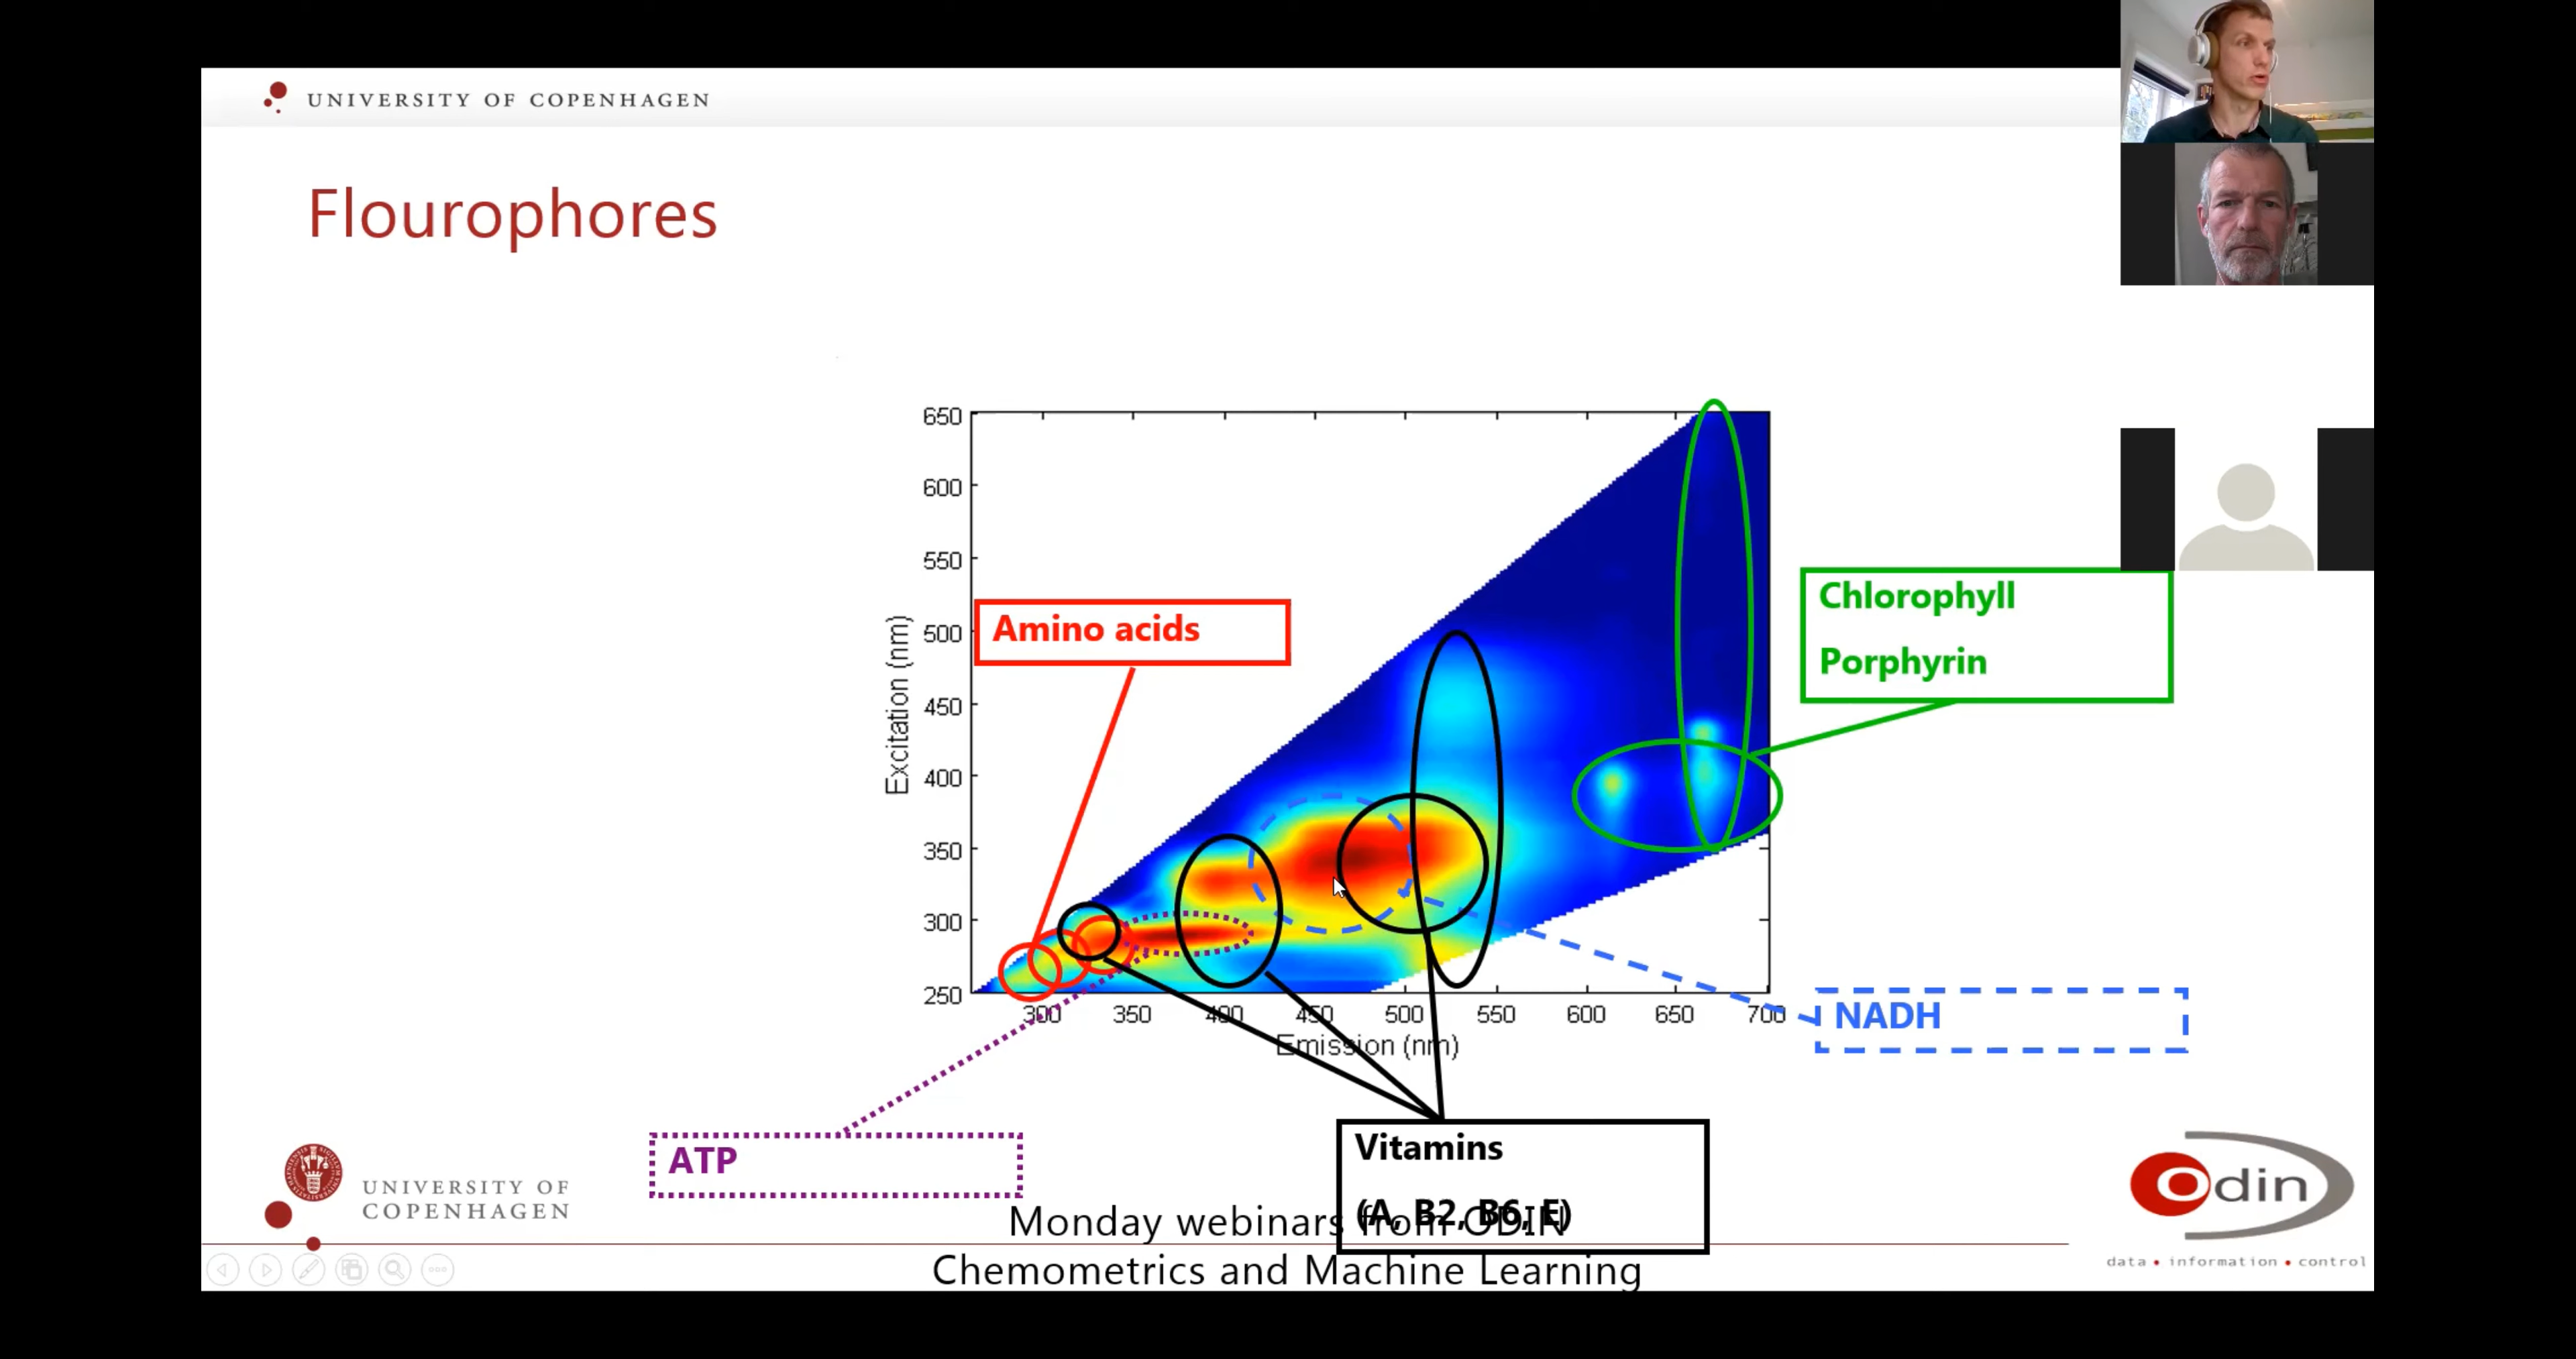 UNIVERSITY OF COPENHAGEN
Flourophores
650
600
550
500
450
400
350
300
250
Excitation (nm)
300 350 400 450 500 550 600 650 700
Emission (nm)
Amino acids
Chlorophyll
Porphyrin
NADH
ATP
Vitamins
(A, B2, B6, E)
UNIVERSITY OF
COPENHAGEN
Monday webinars from ODIN
Chemometrics and Machine Learning
Odin
data • information • control